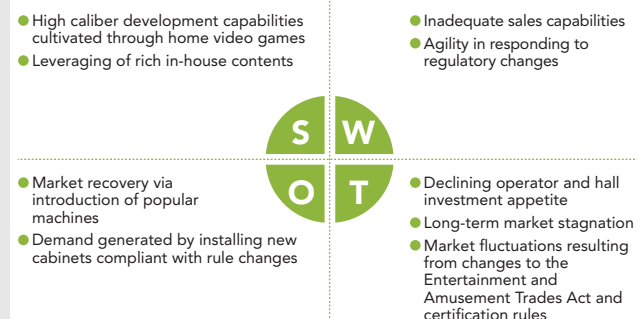 ● High caliber development capabilities
cultivated through home video games
● Leveraging of rich in-house contents
● Inadequate sales capabilities
● Agility in responding to
regulatory changes
S W
O T
● Market recovery via
introduction of popular
machines
● Demand generated by installing new
cabinets compliant with rule changes
● Declining operator and hall
investment appetite
● Long-term market stagnation
● Market fluctuations resulting
from changes to the
Entertainment and
Amusement Trades Act and
certification rules